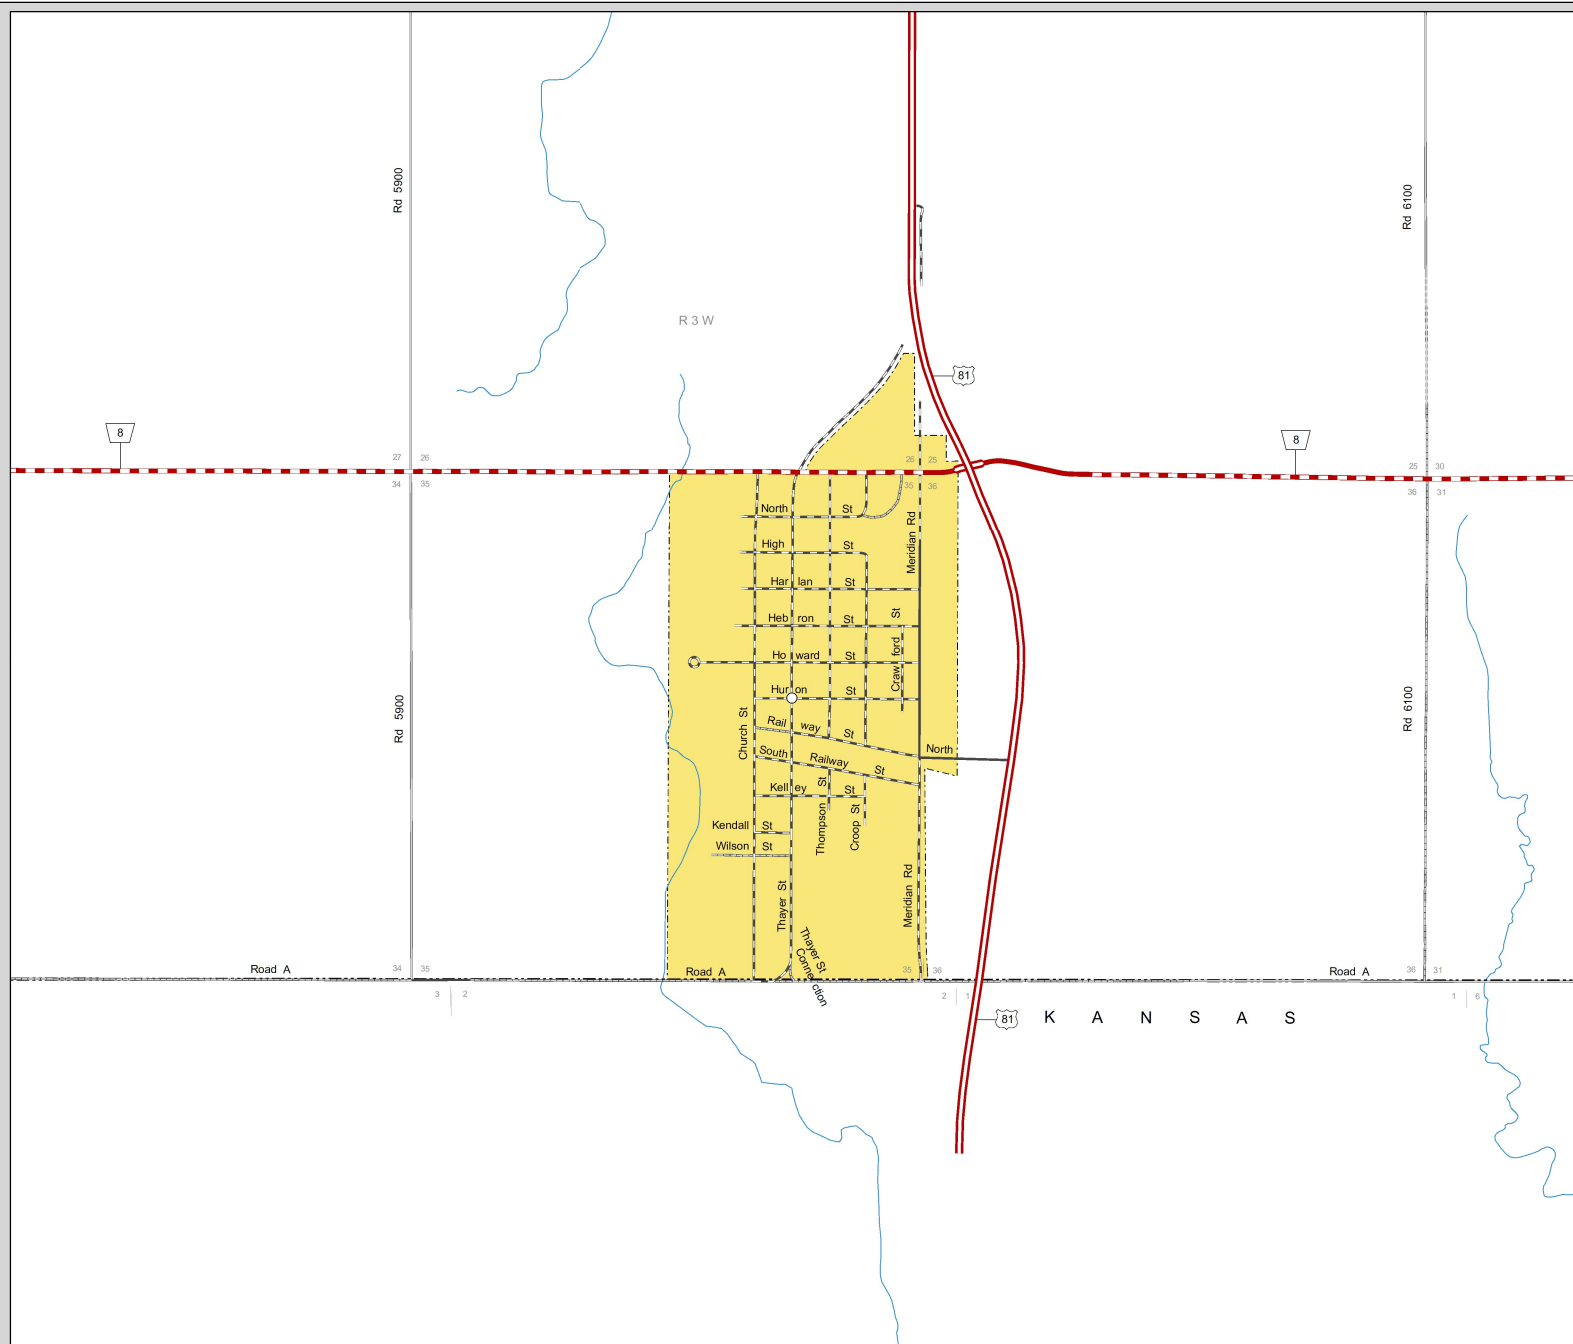 Rd 5900
Rd 6100
R 3 W
81
8
8
27 26
26 25
25 30
34 35
35 36
36 31
North St
Meridian Rd
High St
Har lan St
Heb ron St
Craw ford St
Ho ward St
Hur on St
Rd 5900
Rd 6100
Church St
Rail way St
South Railway St
North
Kell ey St
Thompson St
Croop St
Kendall St
Wilson St
Thayer St
Meridian Rd
Thayer St
Conne ction
Road A
34 35
Road A
35 36
Road A
36 31
3 2
2 1
1 6
81
K A N S A S